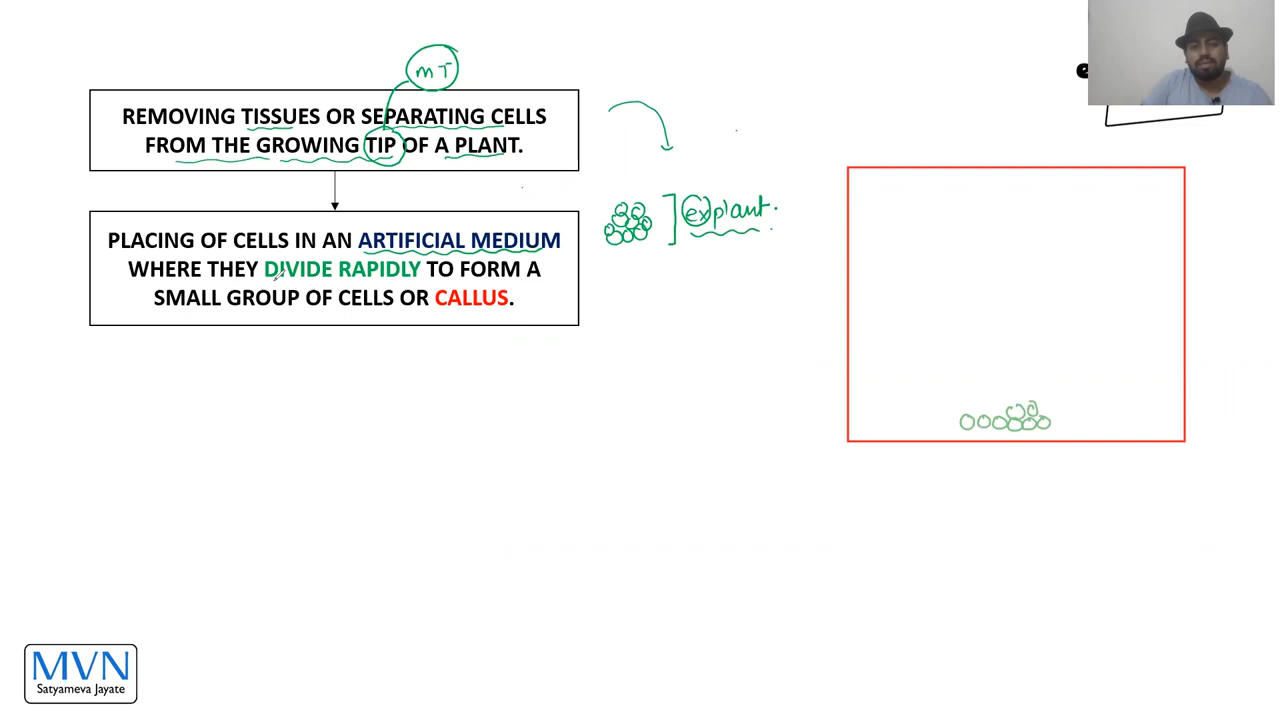 mT
REMOVING TISSUES OR SEPARATING CELLS
FROM THE GROWING TIP OF A PLANT.
explant.
PLACING OF CELLS IN AN ARTIFICIAL MEDIUM
WHERE THEY DIVIDE RAPIDLY TO FORM A
SMALL GROUP OF CELLS OR CALLUS.
MVN
Satyameva Jayate